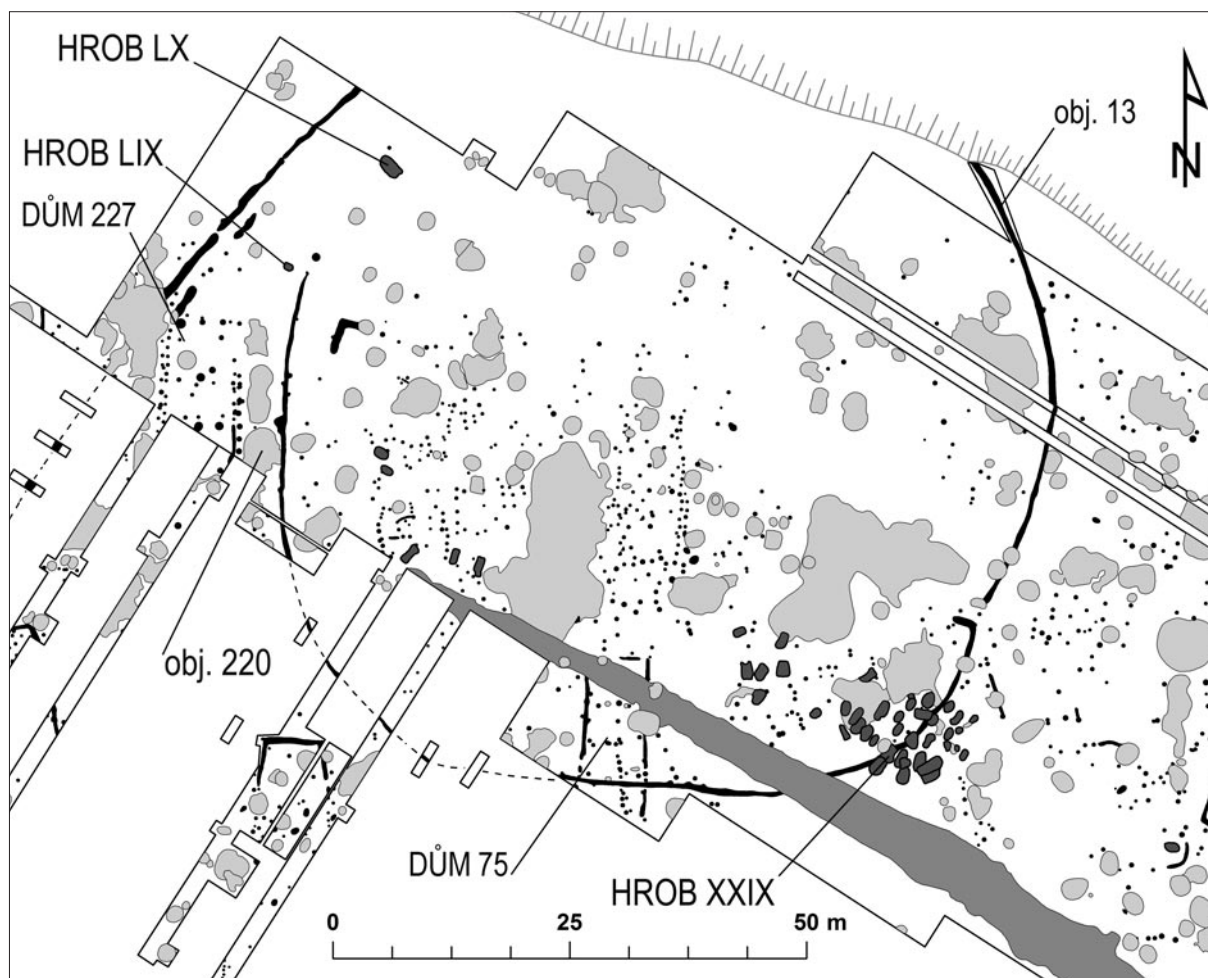 HROB LX
obj. 13
HROB LIX
N
DŮM 227
obj. 220
DŮM 75
HROB XXIX
0 25 50 m